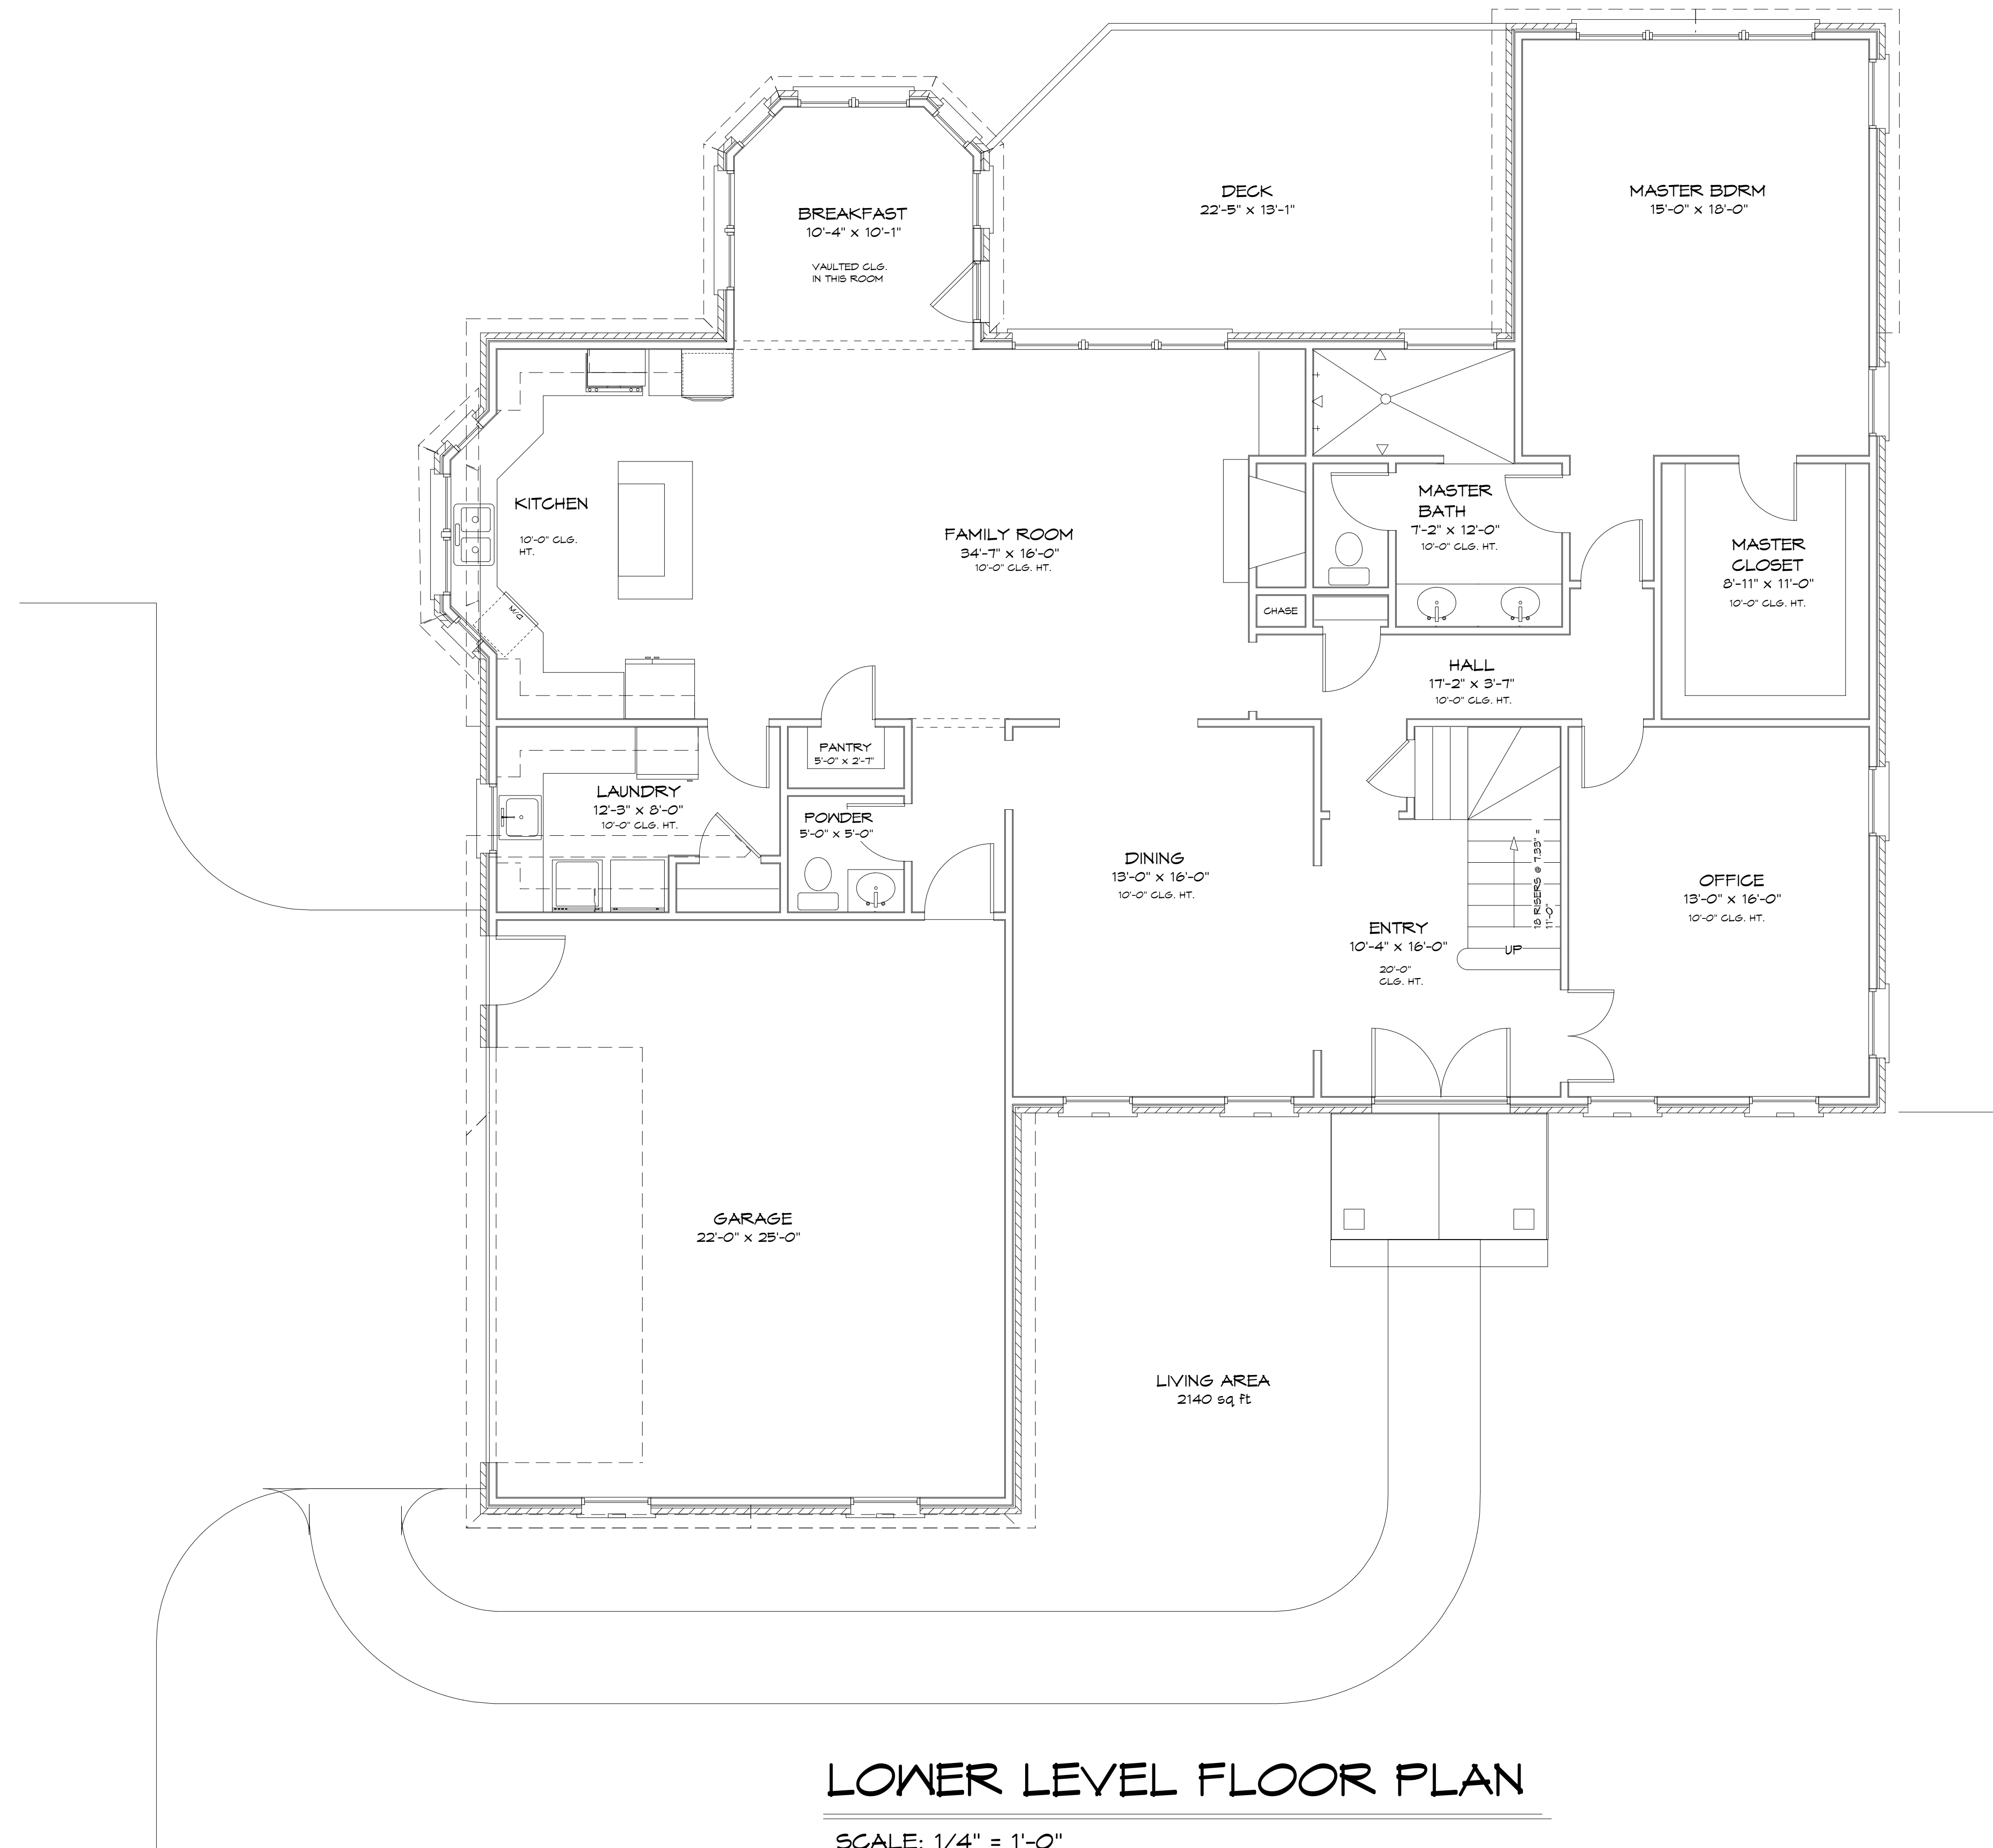 MASTER BDRM
15'-0" x 18'-0"
DECK
22'-5" x 13'-1"
BREAKFAST
10'-4" x 10'-1"
VAULTED CLG.
IN THIS ROOM
KITCHEN
10'-0" CLG.
HT.
FAMILY ROOM
34'-7" x 16'-0"
10'-0" CLG. HT.
MASTER
BATH
7'-2" x 12'-0"
10'-0" CLG. HT.
MASTER
CLOSET
8'-11" x 11'-0"
10'-0" CLG. HT.
CHASE
D/W
HALL
17'-2" x 3'-7"
10'-0" CLG. HT.
PANTRY
5'-0" x 2'-7"
LAUNDRY
12'-3" x 8'-0"
10'-0" CLG. HT.
POWDER
5'-0" x 5'-0"
DINING
13'-0" x 16'-0"
10'-0" CLG. HT.
18 RISERS @ 7.33" =
11'-0"
UP
ENTRY
10'-4" x 16'-0"
20'-0"
CLG. HT.
OFFICE
13'-0" x 16'-0"
10'-0" CLG. HT.
GARAGE
22'-0" x 25'-0"
LIVING AREA
2140 sq ft
LOWER LEVEL FLOOR PLAN
SCALE: 1/4" = 1'-0"